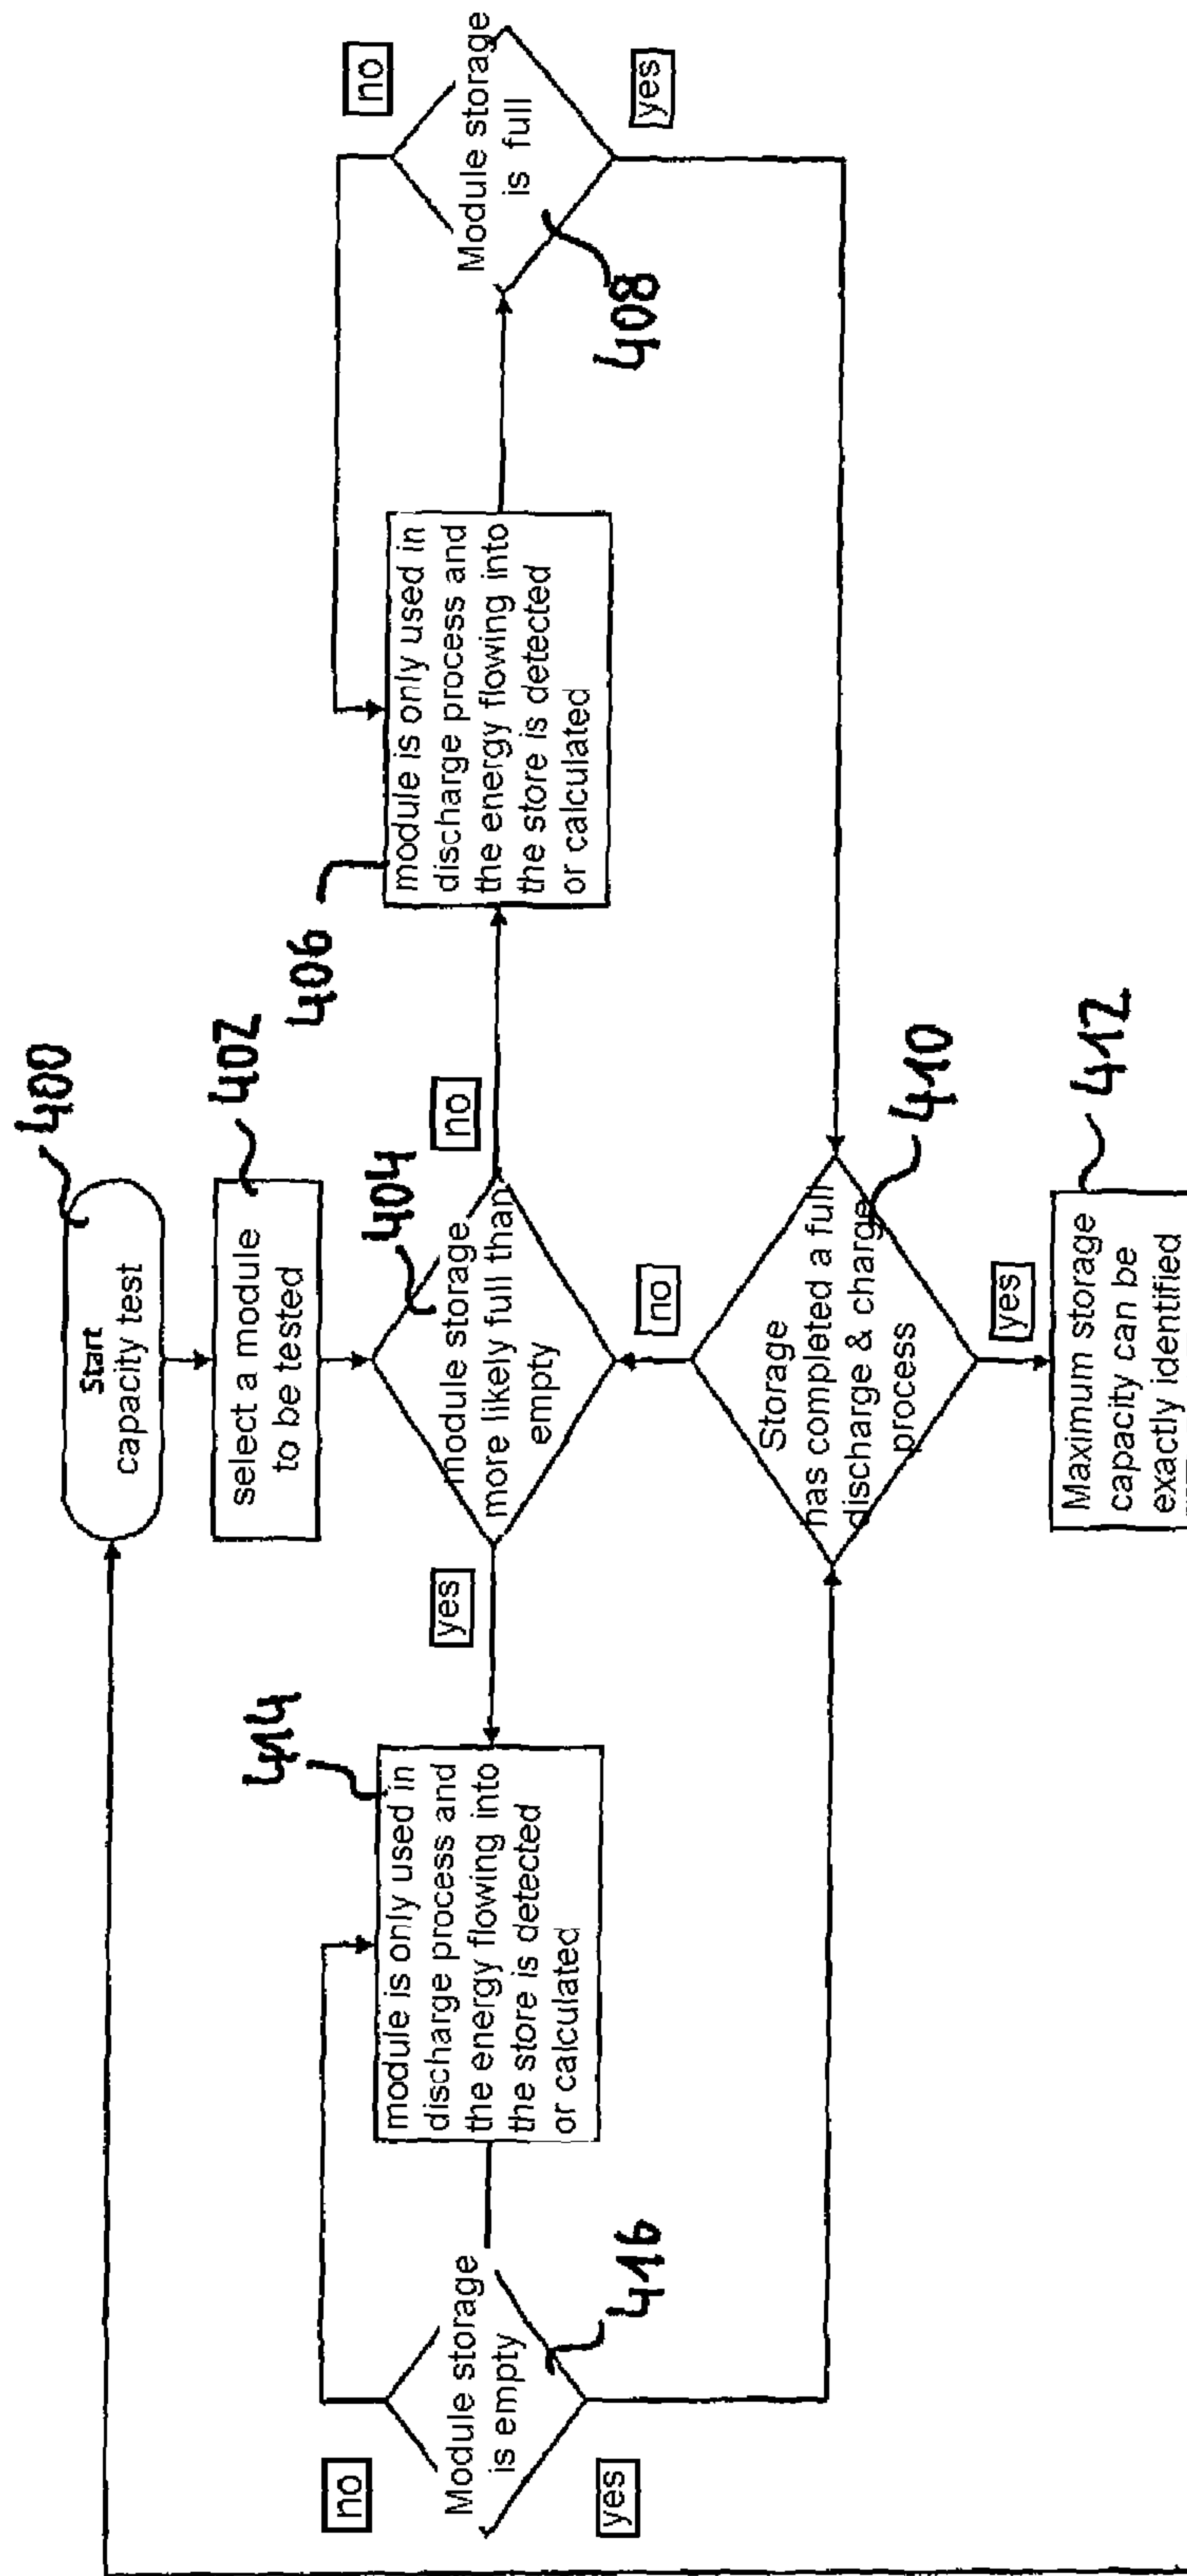 400
Start
capacity test
402
select a module
to be tested
404
module storage
more likely full than
empty
yes
no
414
module is only used in
discharge process and
the energy flowing into
the store is detected
or calculated
406
module is only used in
discharge process and
the energy flowing into
the store is detected
or calculated
no
Module storage
is empty
416
yes
no
Module storage
is full
408
yes
no
Storage
has completed a full
discharge & charge
process
410
yes
412
Maximum storage
capacity can be
exactly identified